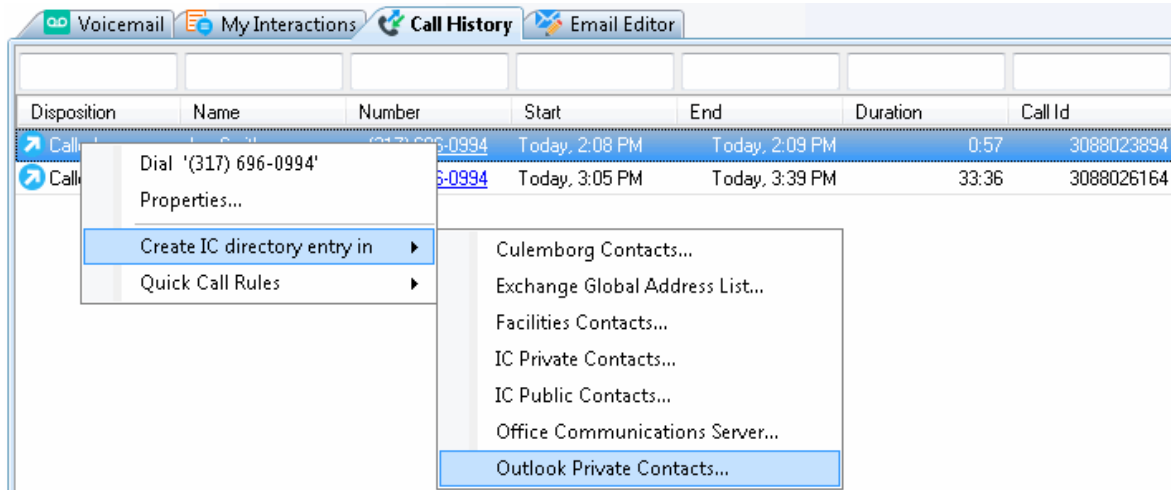 Voicemail My Interactions Call History Email Editor
Disposition Name Number Start End Duration Call Id
Today, 2:08 PM Today, 2:09 PM 0:57 3088023894
Dial '(317) 696-0994'
Today, 3:05 PM Today, 3:39 PM 33:36 3088026164
Properties...
Create IC directory entry in
Quick Call Rules
Culemborg Contacts...
Exchange Global Address List...
Facilities Contacts...
IC Private Contacts...
IC Public Contacts...
Office Communications Server...
Outlook Private Contacts...